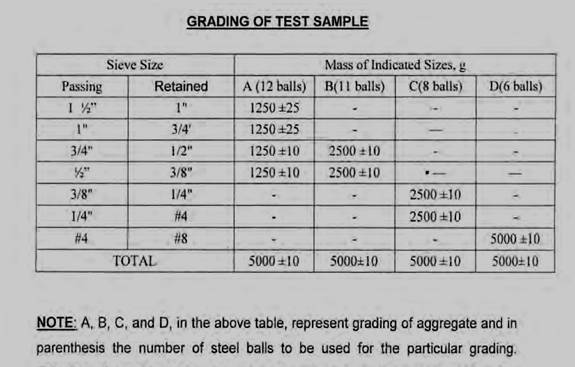 GRADING OF TEST SAMPLE
Sieve Size Mass of Indicated Sizes, g
Passing Retained A (12 balls) B(11 balls) C(8 balls) D(6 balls)
1 ½" 1" 1250 ±25 - - -
1" 3/4' 1250 ±25 - — -
3/4" 1/2" 1250 ±10 2500 ±10 - -
½" 3/8" 1250 ±10 2500 ±10 •— —
3/8" 1/4" - - 2500 ±10 -
1/4" #4 - - 2500 ±10 -
#4 #8 - - - 5000 ±10
TOTAL 5000 ±10 5000±10 5000 ±10 5000±10
NOTE: A, B, C, and D, in the above table, represent grading of aggregate and in
parenthesis the number of steel balls to be used for the particular grading.